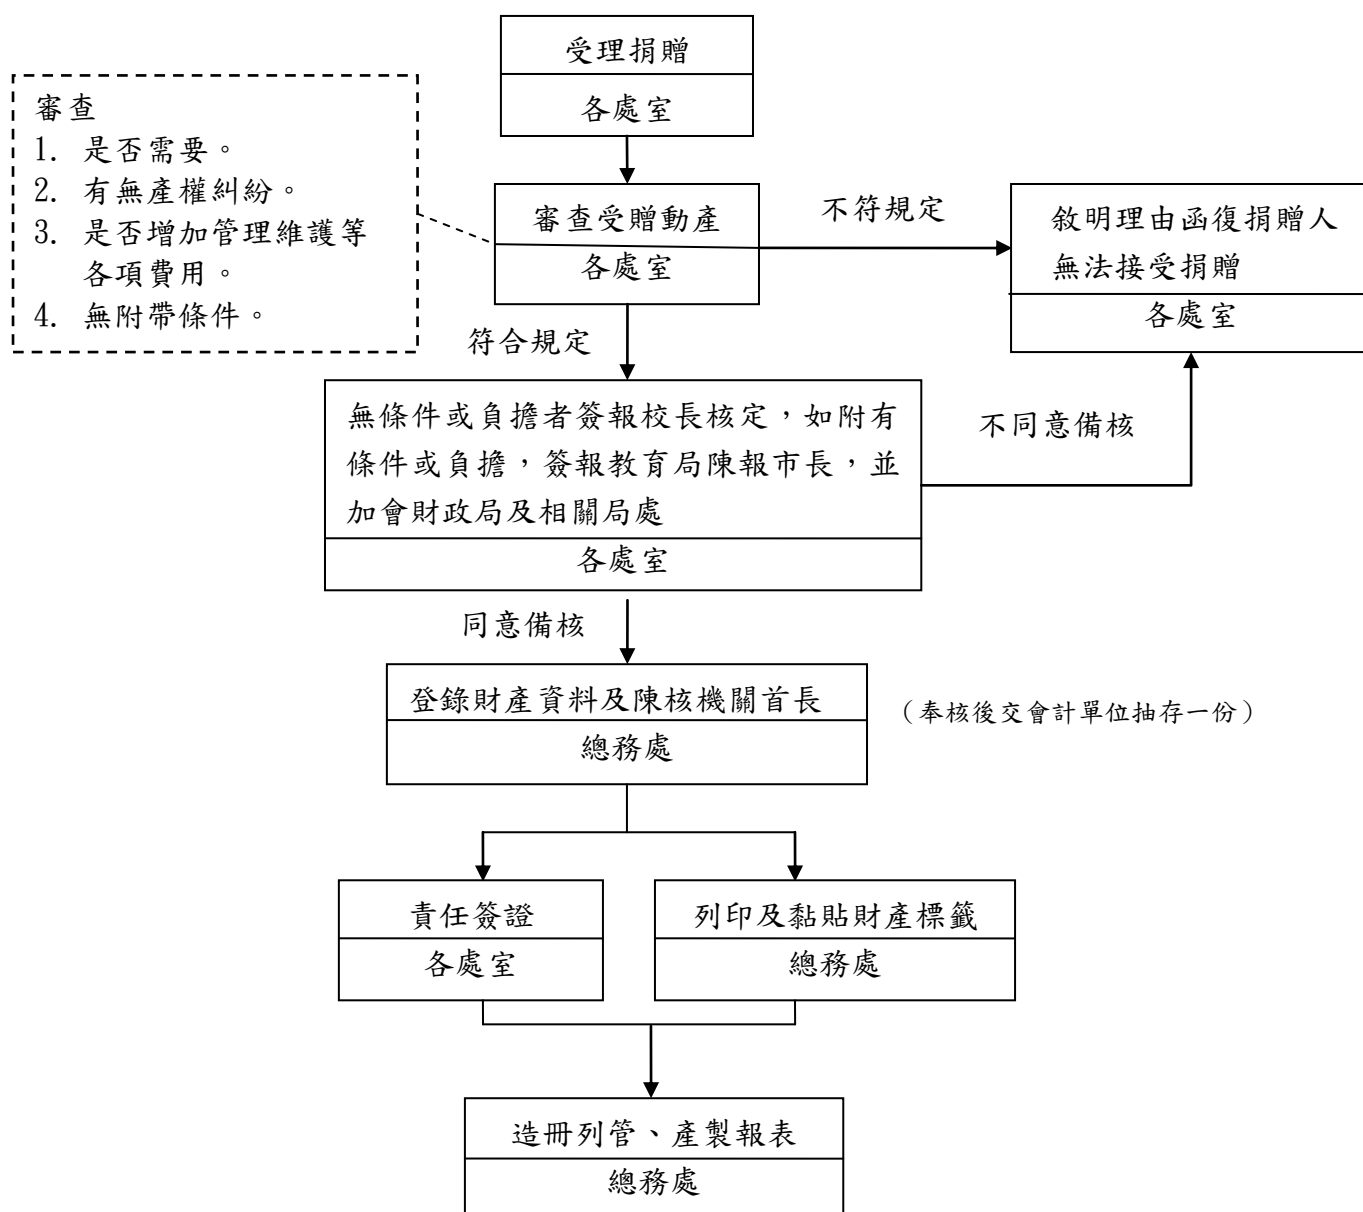 受理捐贈
各處室
審查
1. 是否需要。
2. 有無產權糾紛。
3. 是否增加管理維護等
各項費用。
4. 無附帶條件。
審查受贈動產
各處室
不符規定
敘明理由函復捐贈人
無法接受捐贈
各處室
符合規定
無條件或負擔者簽報校長核定，如附有
條件或負擔，簽報教育局陳報市長，並
加會財政局及相關局處
各處室
不同意備核
同意備核
登錄財產資料及陳核機關首長
總務處
（奉核後交會計單位抽存一份）
責任簽證
各處室
列印及黏貼財產標籤
總務處
造冊列管、產製報表
總務處